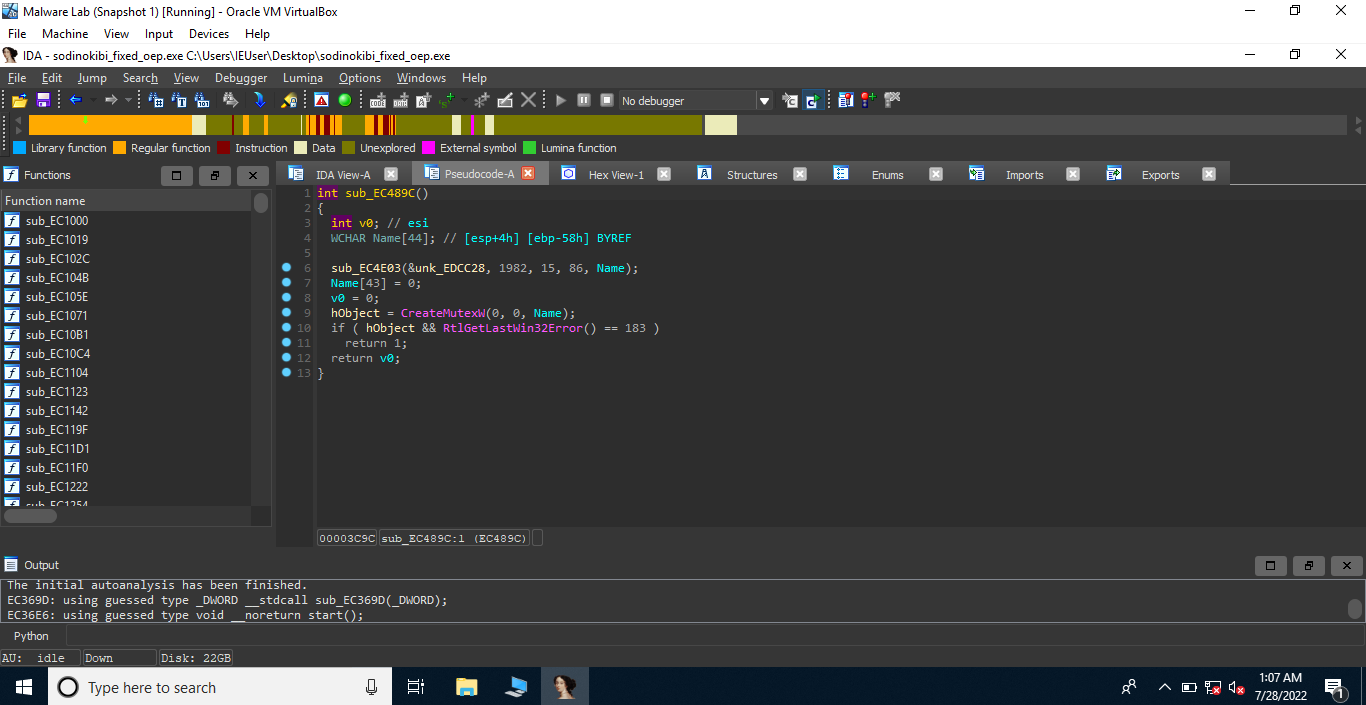 Malware Lab (Snapshot 1) [Running] - Oracle VM VirtualBox
File Machine View Input Devices Help
IDA - sodinokibi_fixed_oep.exe C:\Users\IEUser\Desktop\sodinokibi_fixed_oep.exe
File Edit Jump Search View Debugger Lumina Options Windows Help
No debugger
Library function Regular function Instruction Data Unexplored External symbol Lumina function
Functions
IDA View-A Pseudocode-A Hex View-1 Structures Enums Imports Exports
Function name
sub_EC1000
sub_EC1019
sub_EC102C
sub_EC104B
sub_EC105E
sub_EC1071
sub_EC10B1
sub_EC10C4
sub_EC1104
sub_EC1123
sub_EC1142
sub_EC119F
sub_EC11D1
sub_EC11F0
sub_EC1222
sub_EC1254
1 int sub_EC489C()
2 {
3 int v0; // esi
4 WCHAR Name[44]; // [esp+4h] [ebp-58h] BYREF
5
6 sub_EC4E03(&unk_EDCC28, 1982, 15, 86, Name);
7 Name[43] = 0;
8 v0 = 0;
9 hObject = CreateMutexW(0, 0, Name);
10 if ( hObject && RtlGetLastWin32Error() == 183 )
11 return 1;
12 return v0;
13 }
00003C9C sub_EC489C:1 (EC489C)
Output
The initial autoanalysis has been finished.
EC369D: using guessed type _DWORD __stdcall sub_EC369D(_DWORD);
EC36E6: using guessed type void __noreturn start();
Python
AU: idle Down Disk: 22GB
Type here to search
1:07 AM
7/28/2022
1